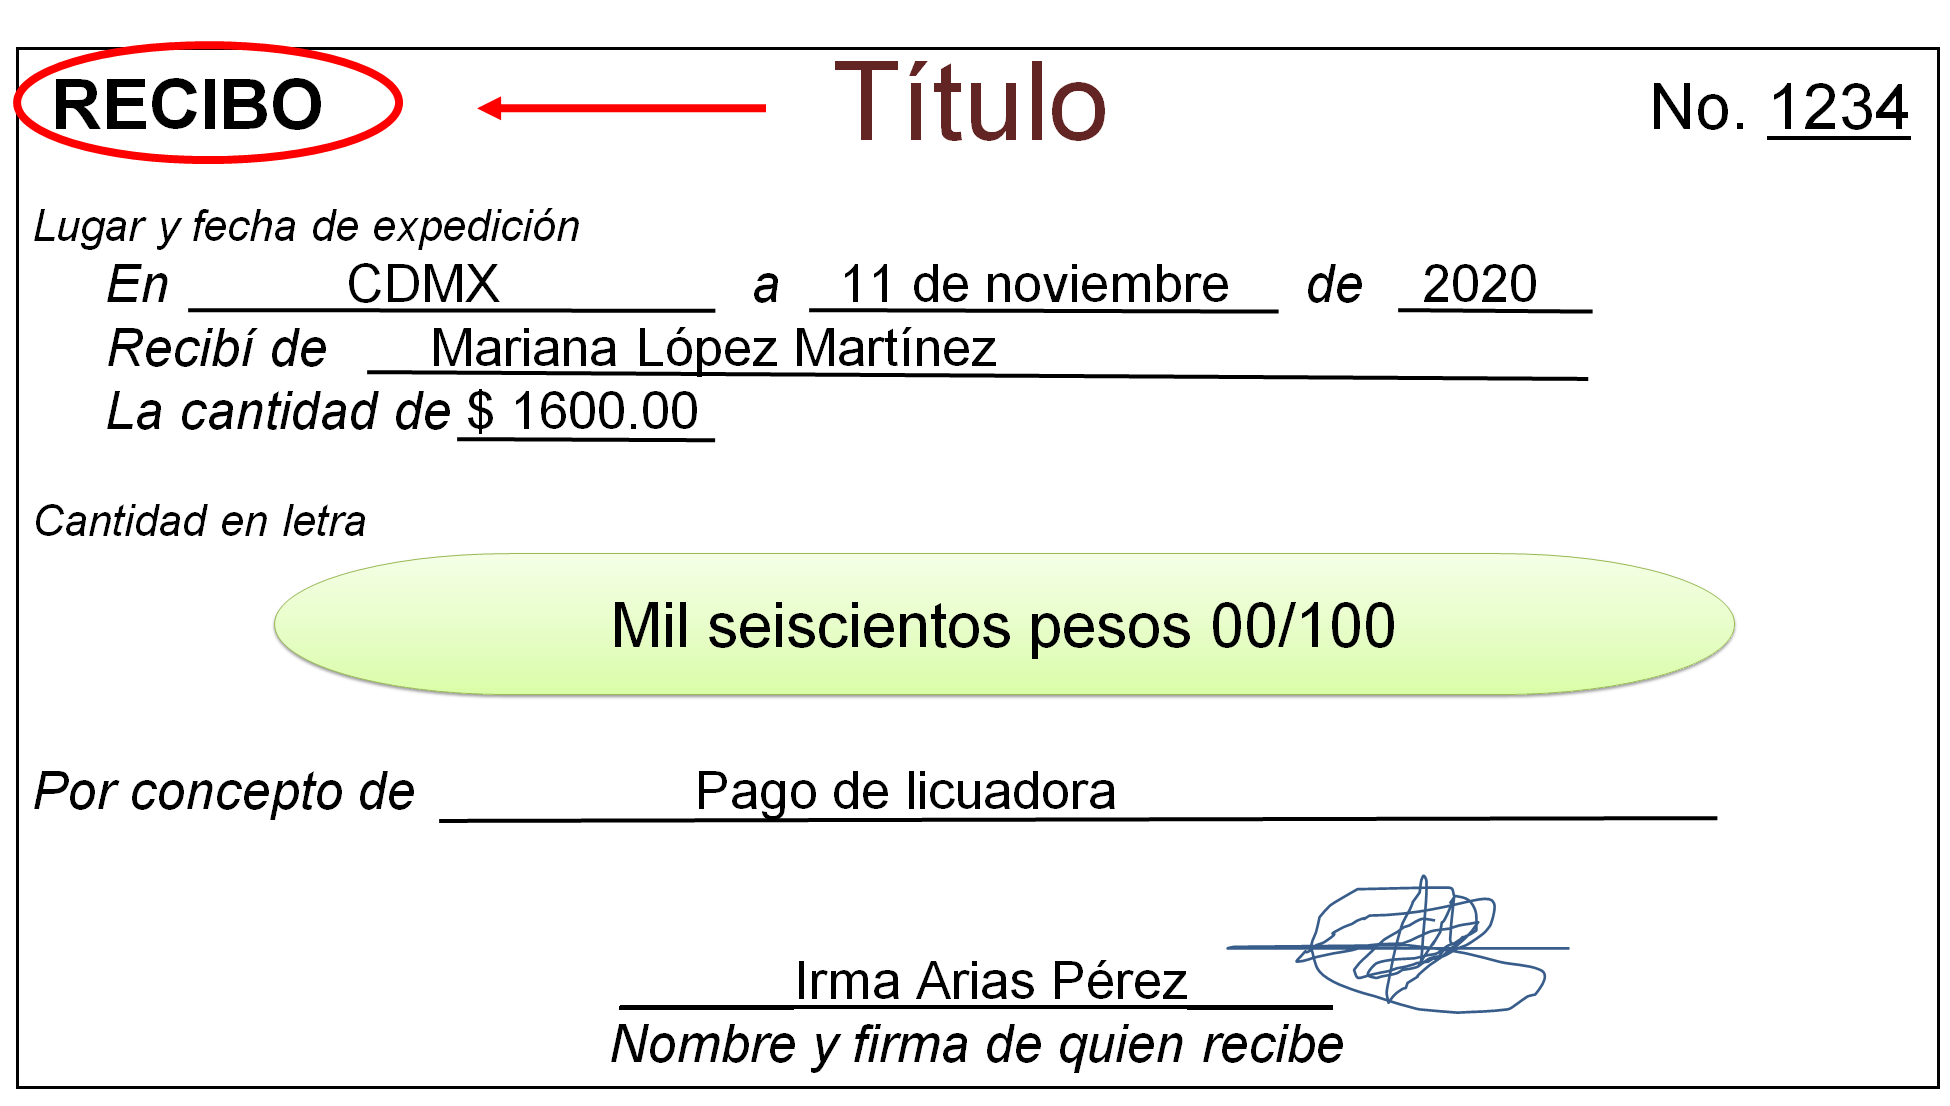 RECIBO Título No. 1234
Lugar y fecha de expedición
En CDMX a 11 de noviembre de 2020
Recibí de Mariana López Martínez
La cantidad de $ 1600.00
Cantidad en letra
Mil seiscientos pesos 00/100
Por concepto de Pago de licuadora
Irma Arias Pérez
Nombre y firma de quien recibe